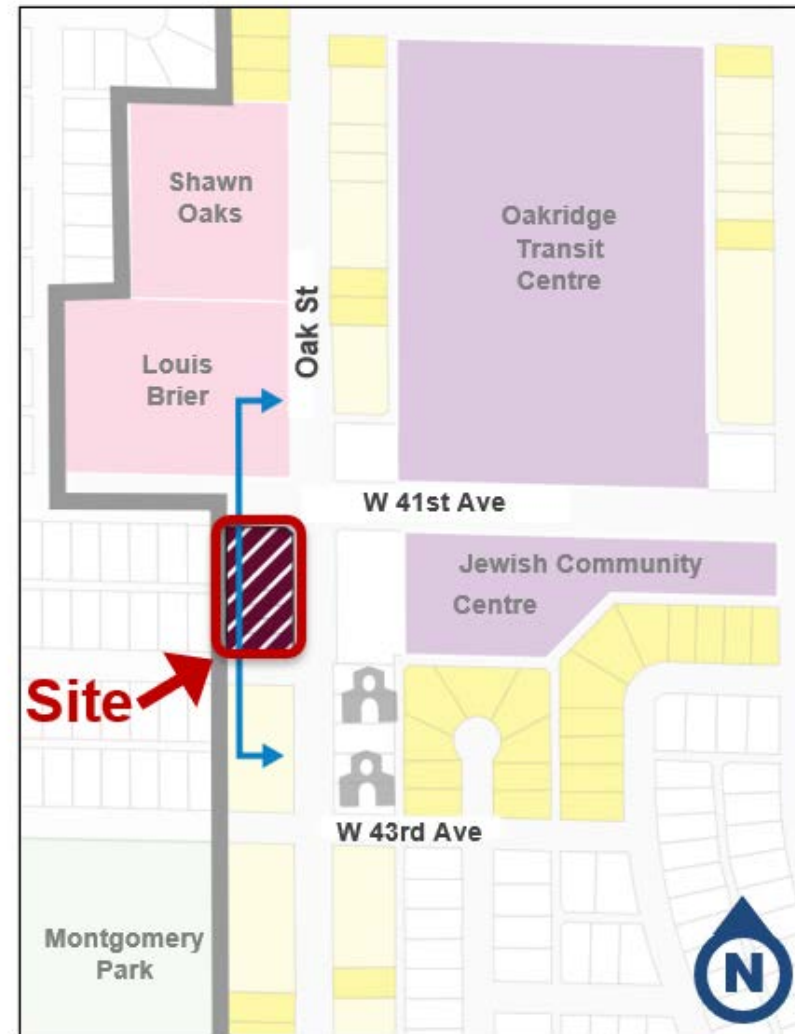 Shawn
Oaks
Oakridge
Transit
Centre
Oak St
Louis
Brier
W 41st Ave
Jewish Community
Centre
Site
W 43rd Ave
Montgomery
Park
N